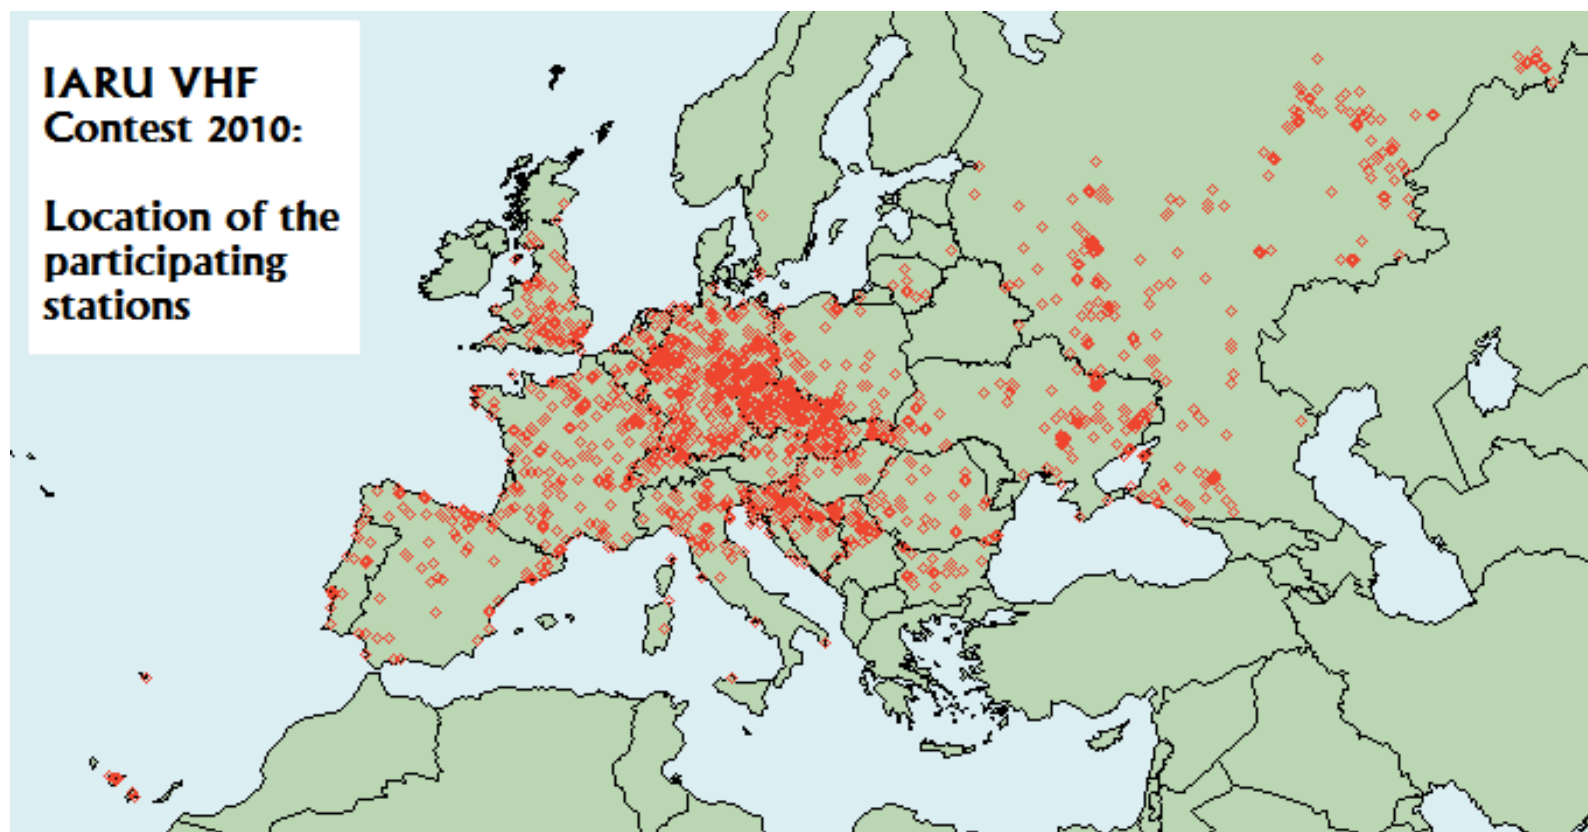 IARU VHF
Contest 2010:
Location of the
participating
stations